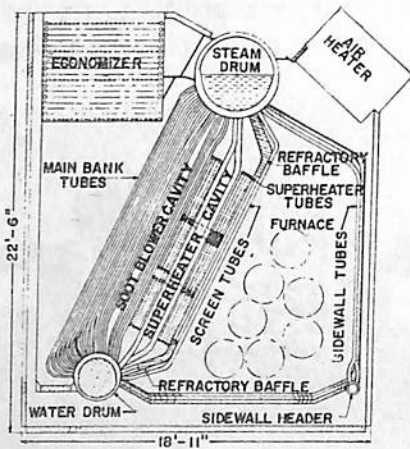 ECONOMIZER
STEAM
DRUM
AIR
HEATER
MAIN BANK
TUBES
SOOT BLOWER CAVITY
SUPERHEATER CAVITY
SCREEN TUBES
REFRACTORY
BAFFLE
SUPERHEATER
TUBES
FURNACE
SIDEWALL TUBES
REFRACTORY BAFFLE
WATER DRUM
SIDEWALL HEADER
22'-6"
18'-11"